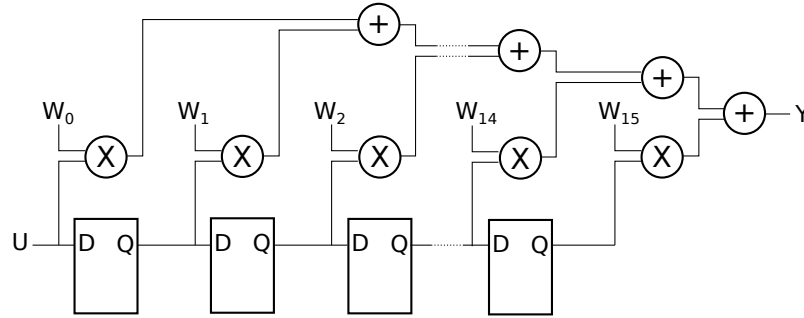 +
+
+
W₀ W₁ W₂ W₁₄ W₁₅
+ Y
X X X X X
U D Q D Q D Q D Q